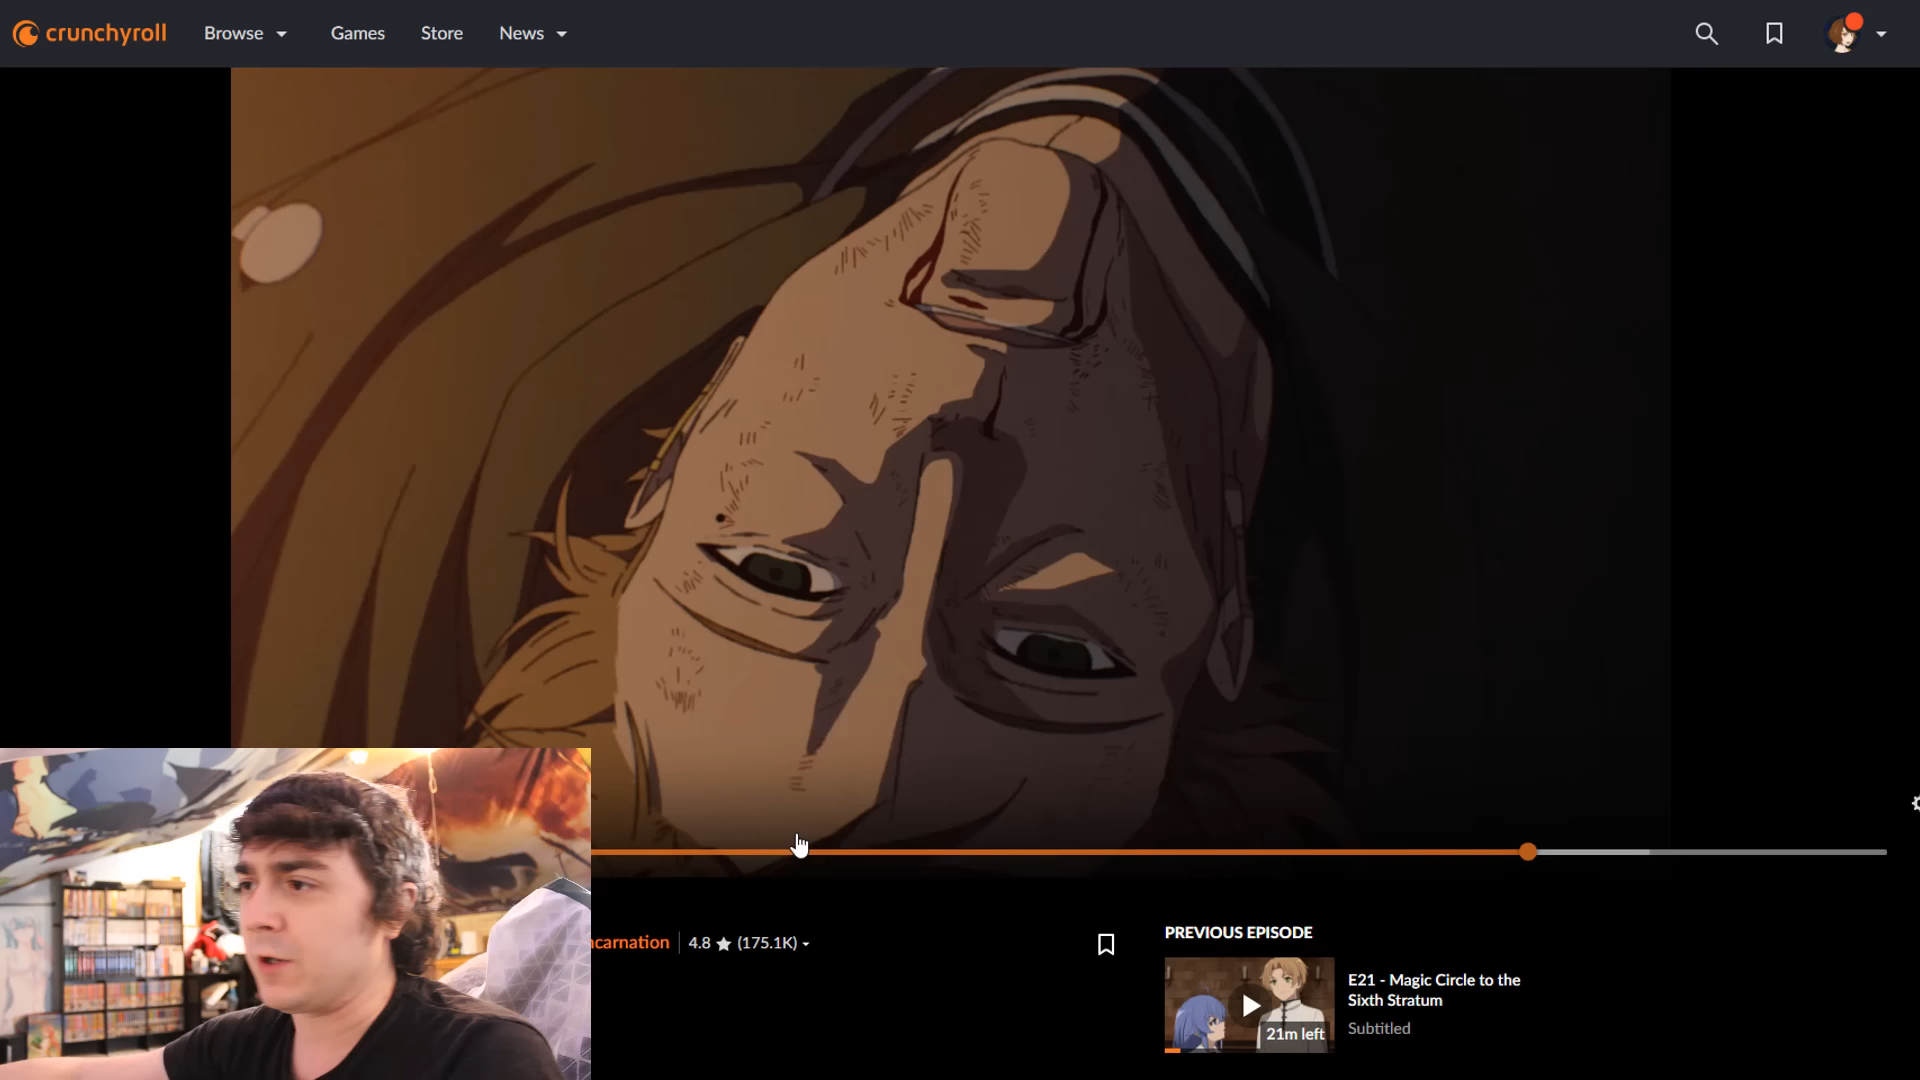 crunchyroll Browse Games Store News
ncarnation 4.8 (175.1K)
PREVIOUS EPISODE
21m left
E21 - Magic Circle to the
Sixth Stratum
Subtitled